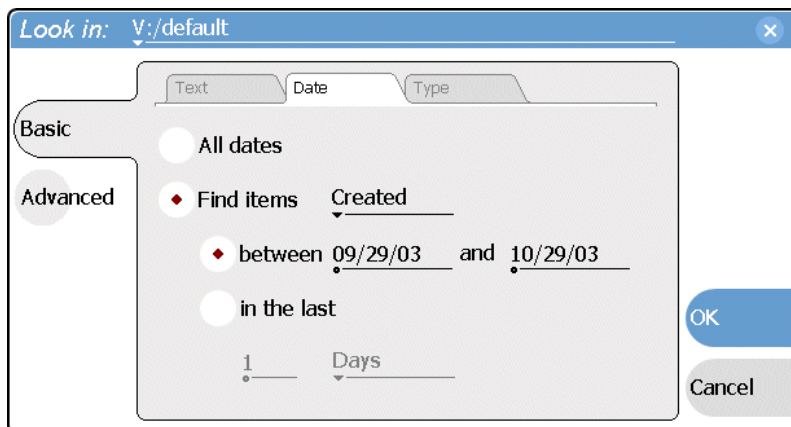 Look in: V:/default
Text Date Type
Basic
All dates
Advanced
Find items Created
between 09/29/03 and 10/29/03
in the last
OK
1 Days
Cancel